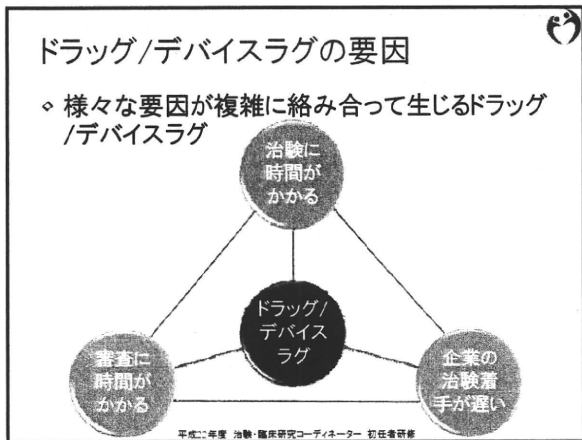 ドラッグ/デバイスラグの要因
様々な要因が複雑に絡み合って生じるドラッグ
/デバイスラグ
治験に
時間が
かかる
ドラッグ/
デバイス
ラグ
審査に
時間が
かかる
企業の
治験着
手が遅い
平成二二年度 治験・臨床研究コーディネーター 初任者研修